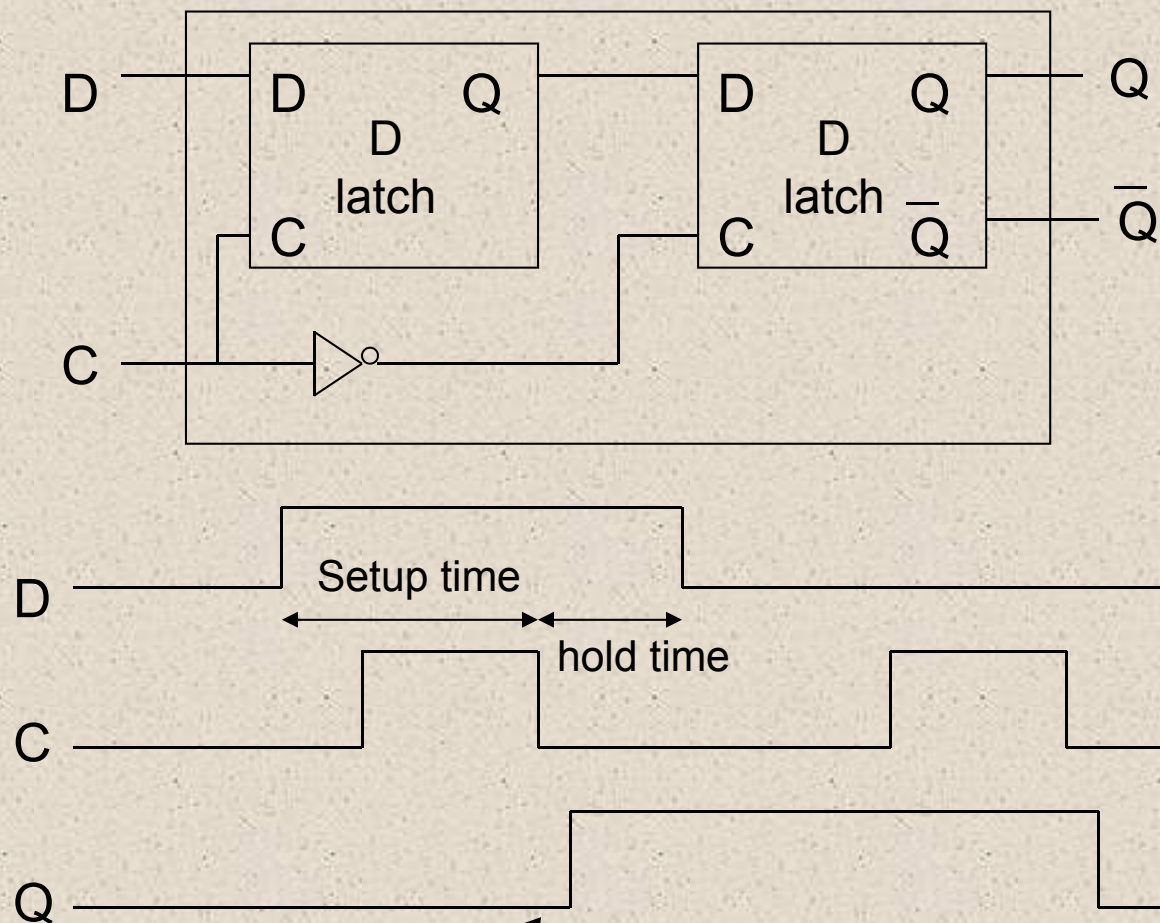 D D Q D Q Q
D D
latch latch
C C Q̅ Q̅
C
D Setup time
hold time
C
Q